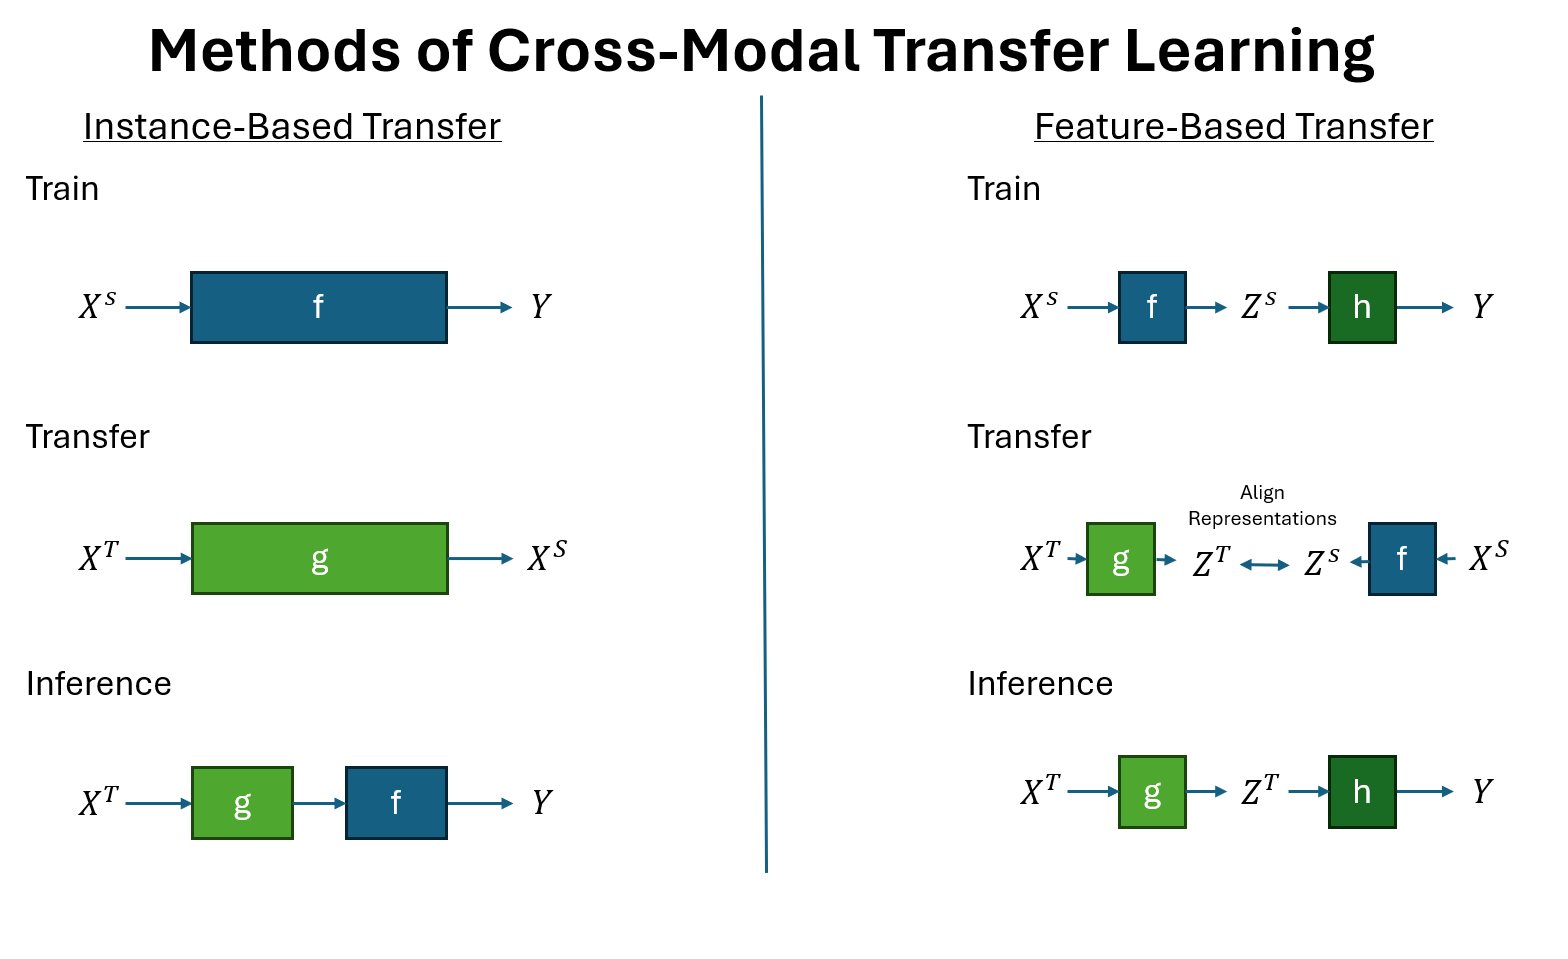 Methods of Cross-Modal Transfer Learning
Instance-Based Transfer
Train
X^S f Y
Transfer
X^T g X^S
Inference
X^T g f Y
Feature-Based Transfer
Train
X^S f Z^S h Y
Transfer
Align
Representations
X^T g Z^T Z^S f X^S
Inference
X^T g Z^T h Y